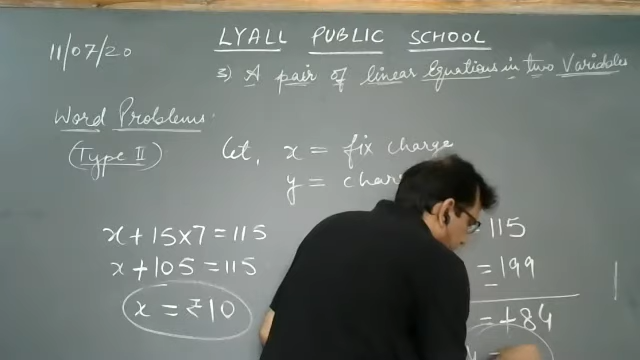 11/07/20
LYALL PUBLIC SCHOOL
3) A pair of linear Equations in two Variables
Word Problems.
(Type II)
Let, x = fix charge
y =
x + 15 x 7 = 115
x + 105 = 115
x = ₹10
115
= 199
= +84